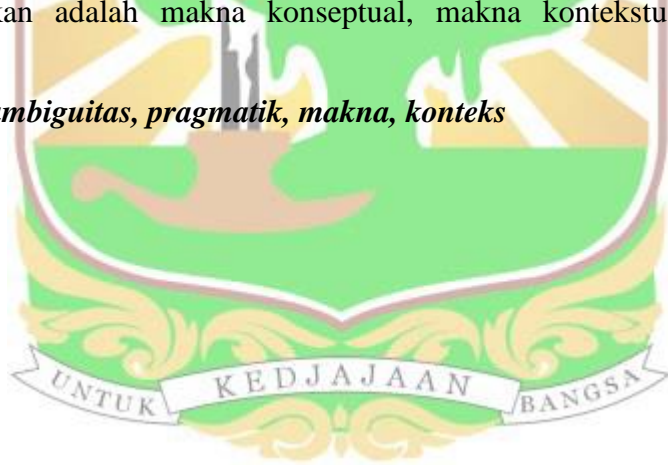 kan adalah makna konseptual, makna kontekstu
ambiguitas, pragmatik, makna, konteks
UNTUK KEDJAJAAN BANGSA